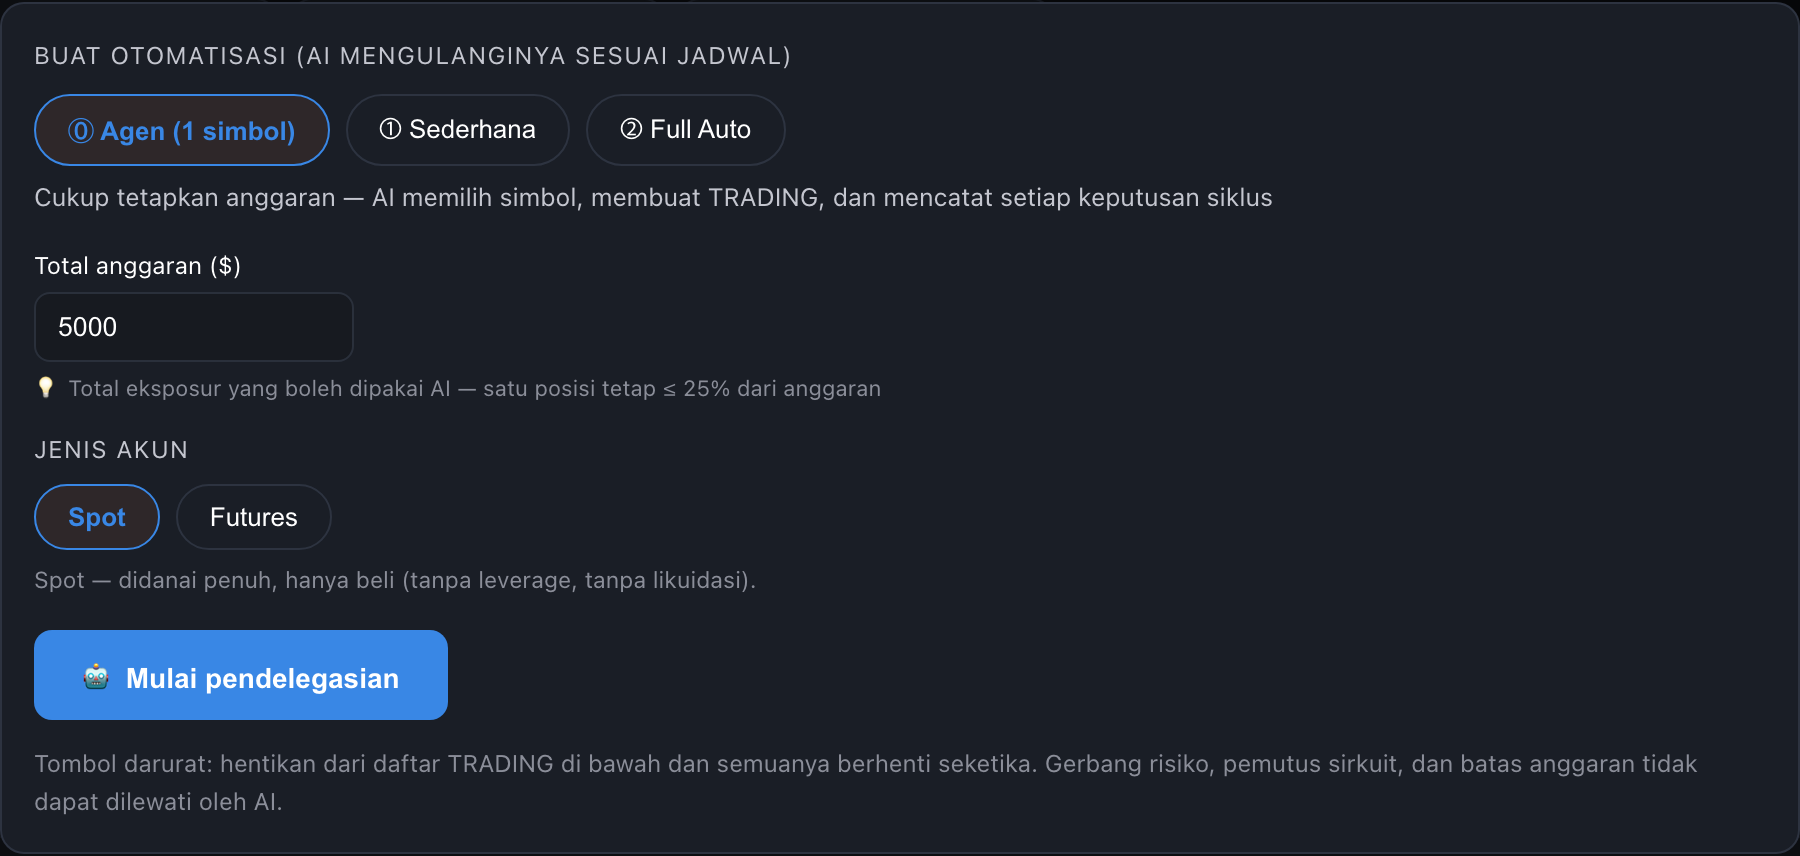 BUAT OTOMATISASI (AI MENGULANGINYA SESUAI JADWAL)
⓪ Agen (1 simbol)
① Sederhana
② Full Auto
Cukup tetapkan anggaran — AI memilih simbol, membuat TRADING, dan mencatat setiap keputusan siklus
Total anggaran ($)
5000
💡 Total eksposur yang boleh dipakai AI — satu posisi tetap ≤ 25% dari anggaran
JENIS AKUN
Spot
Futures
Spot — didanai penuh, hanya beli (tanpa leverage, tanpa likuidasi).
🤖 Mulai pendelegasian
Tombol darurat: hentikan dari daftar TRADING di bawah dan semuanya berhenti seketika. Gerbang risiko, pemutus sirkuit, dan batas anggaran tidak
dapat dilewati oleh AI.